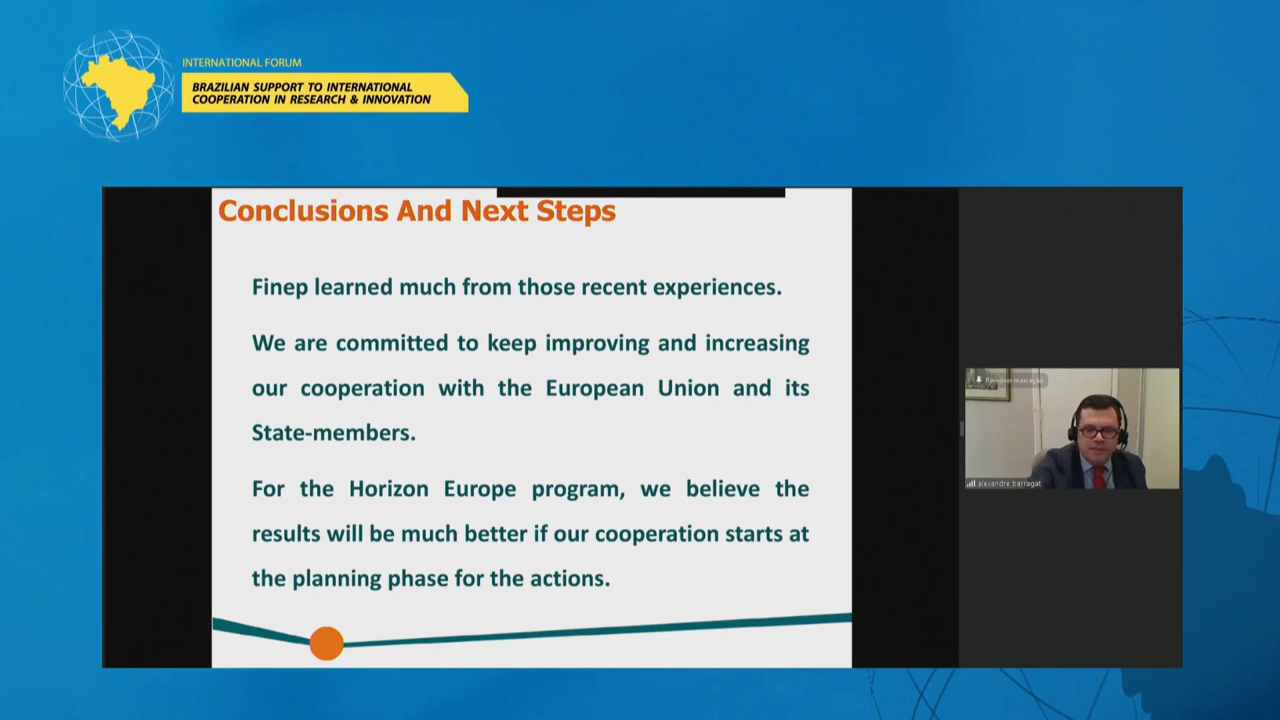 INTERNATIONAL FORUM
BRAZILIAN SUPPORT TO INTERNATIONAL
COOPERATION IN RESEARCH & INNOVATION
Conclusions And Next Steps
Finep learned much from those recent experiences.
We are committed to keep improving and increasing
our cooperation with the European Union and its
State-members.
For the Horizon Europe program, we believe the
results will be much better if our cooperation starts at
the planning phase for the actions.
Remover marcação
alexandre barragat